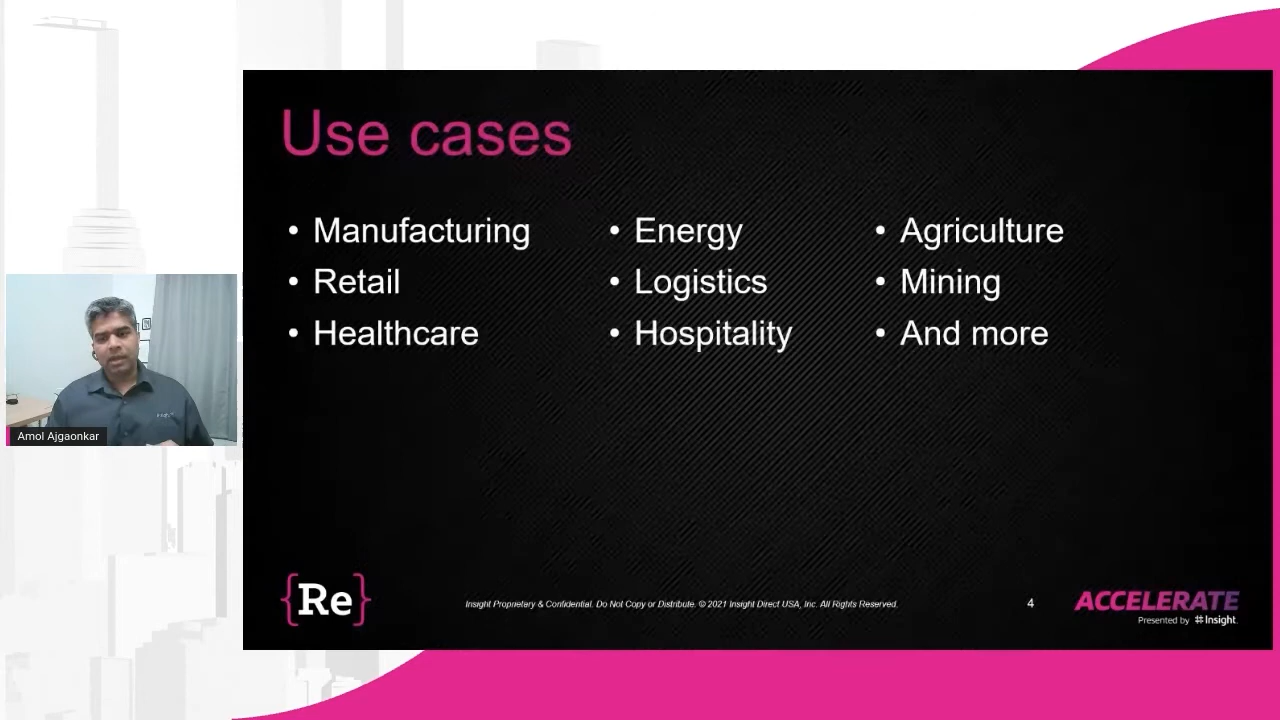 Use cases
• Manufacturing
• Retail
• Healthcare
• Energy
• Logistics
• Hospitality
• Agriculture
• Mining
• And more
Amol Ajgaonkar
{Re}
Insight Proprietary & Confidential. Do Not Copy or Distribute. © 2021 Insight Direct USA, Inc. All Rights Reserved.
4
ACCELERATE
Presented by Insight.